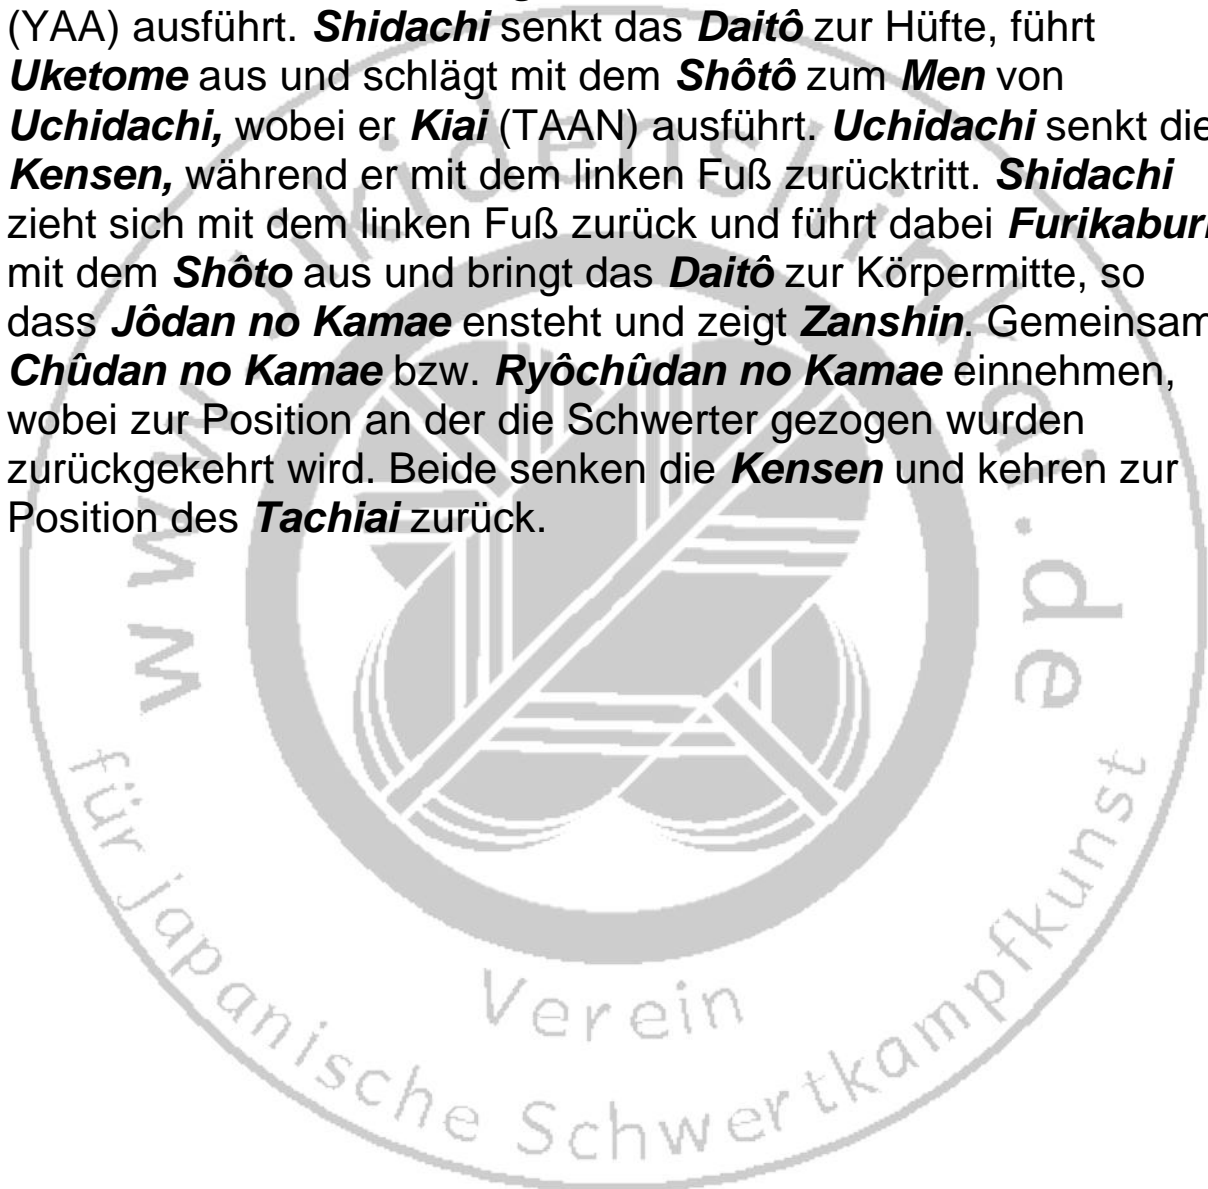 (YAA) ausführt. Shidachi senkt das Daitô zur Hüfte, führt
Uketome aus und schlägt mit dem Shôtô zum Men von
Uchidachi, wobei er Kiai (TAAN) ausführt. Uchidachi senkt die
Kensen, während er mit dem linken Fuß zurücktritt. Shidachi
zieht sich mit dem linken Fuß zurück und führt dabei
mit dem Shôto aus und bringt das Daitô zur Körpermitte, so
dass Jôdan no Kamae ensteht und zeigt Zanshin. Gemeinsam
Chûdan no Kamae bzw. Ryôchûdan no Kamae einnehmen,
wobei zur Position an der die Schwerter gezogen wurden
zurückgekehrt wird. Beide senken die Kensen und kehren zur
Position des Tachiai zurück.
www.jikidenshinkai.de
Verein
für japanische Schwertkampfkunst